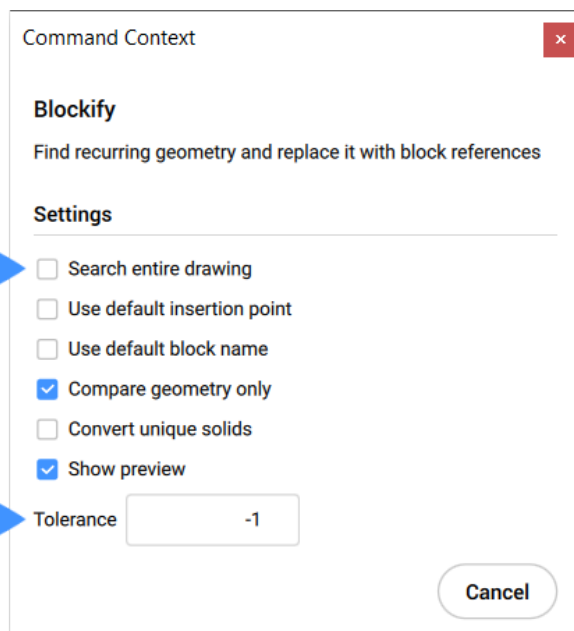 Command Context
×
Blockify
Find recurring geometry and replace it with block references
Settings
Search entire drawing
Use default insertion point
Use default block name
Compare geometry only
Convert unique solids
Show preview
Tolerance -1
Cancel